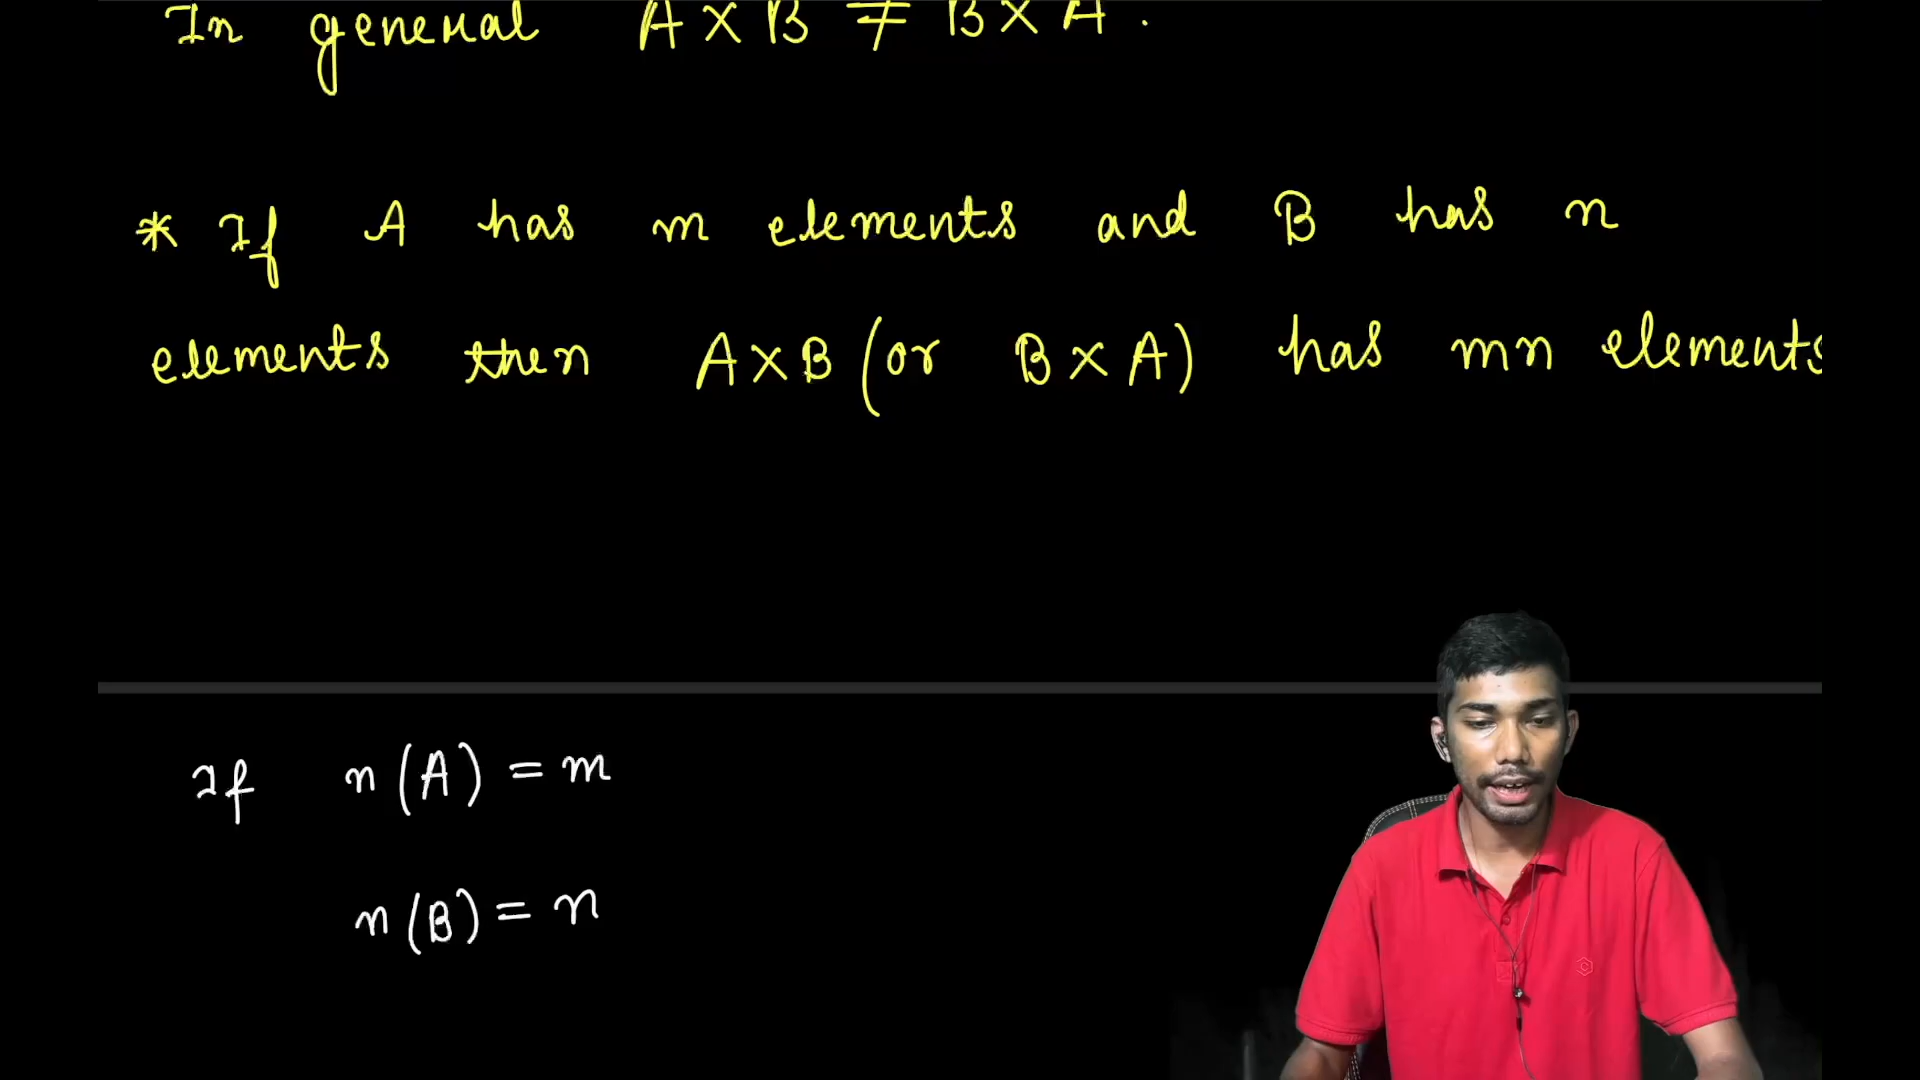 In general A × B ≠ B × A.
* If A has m elements and B has n
elements then A×B (or B × A) has mn elements
If n(A) = m
n(B) = n